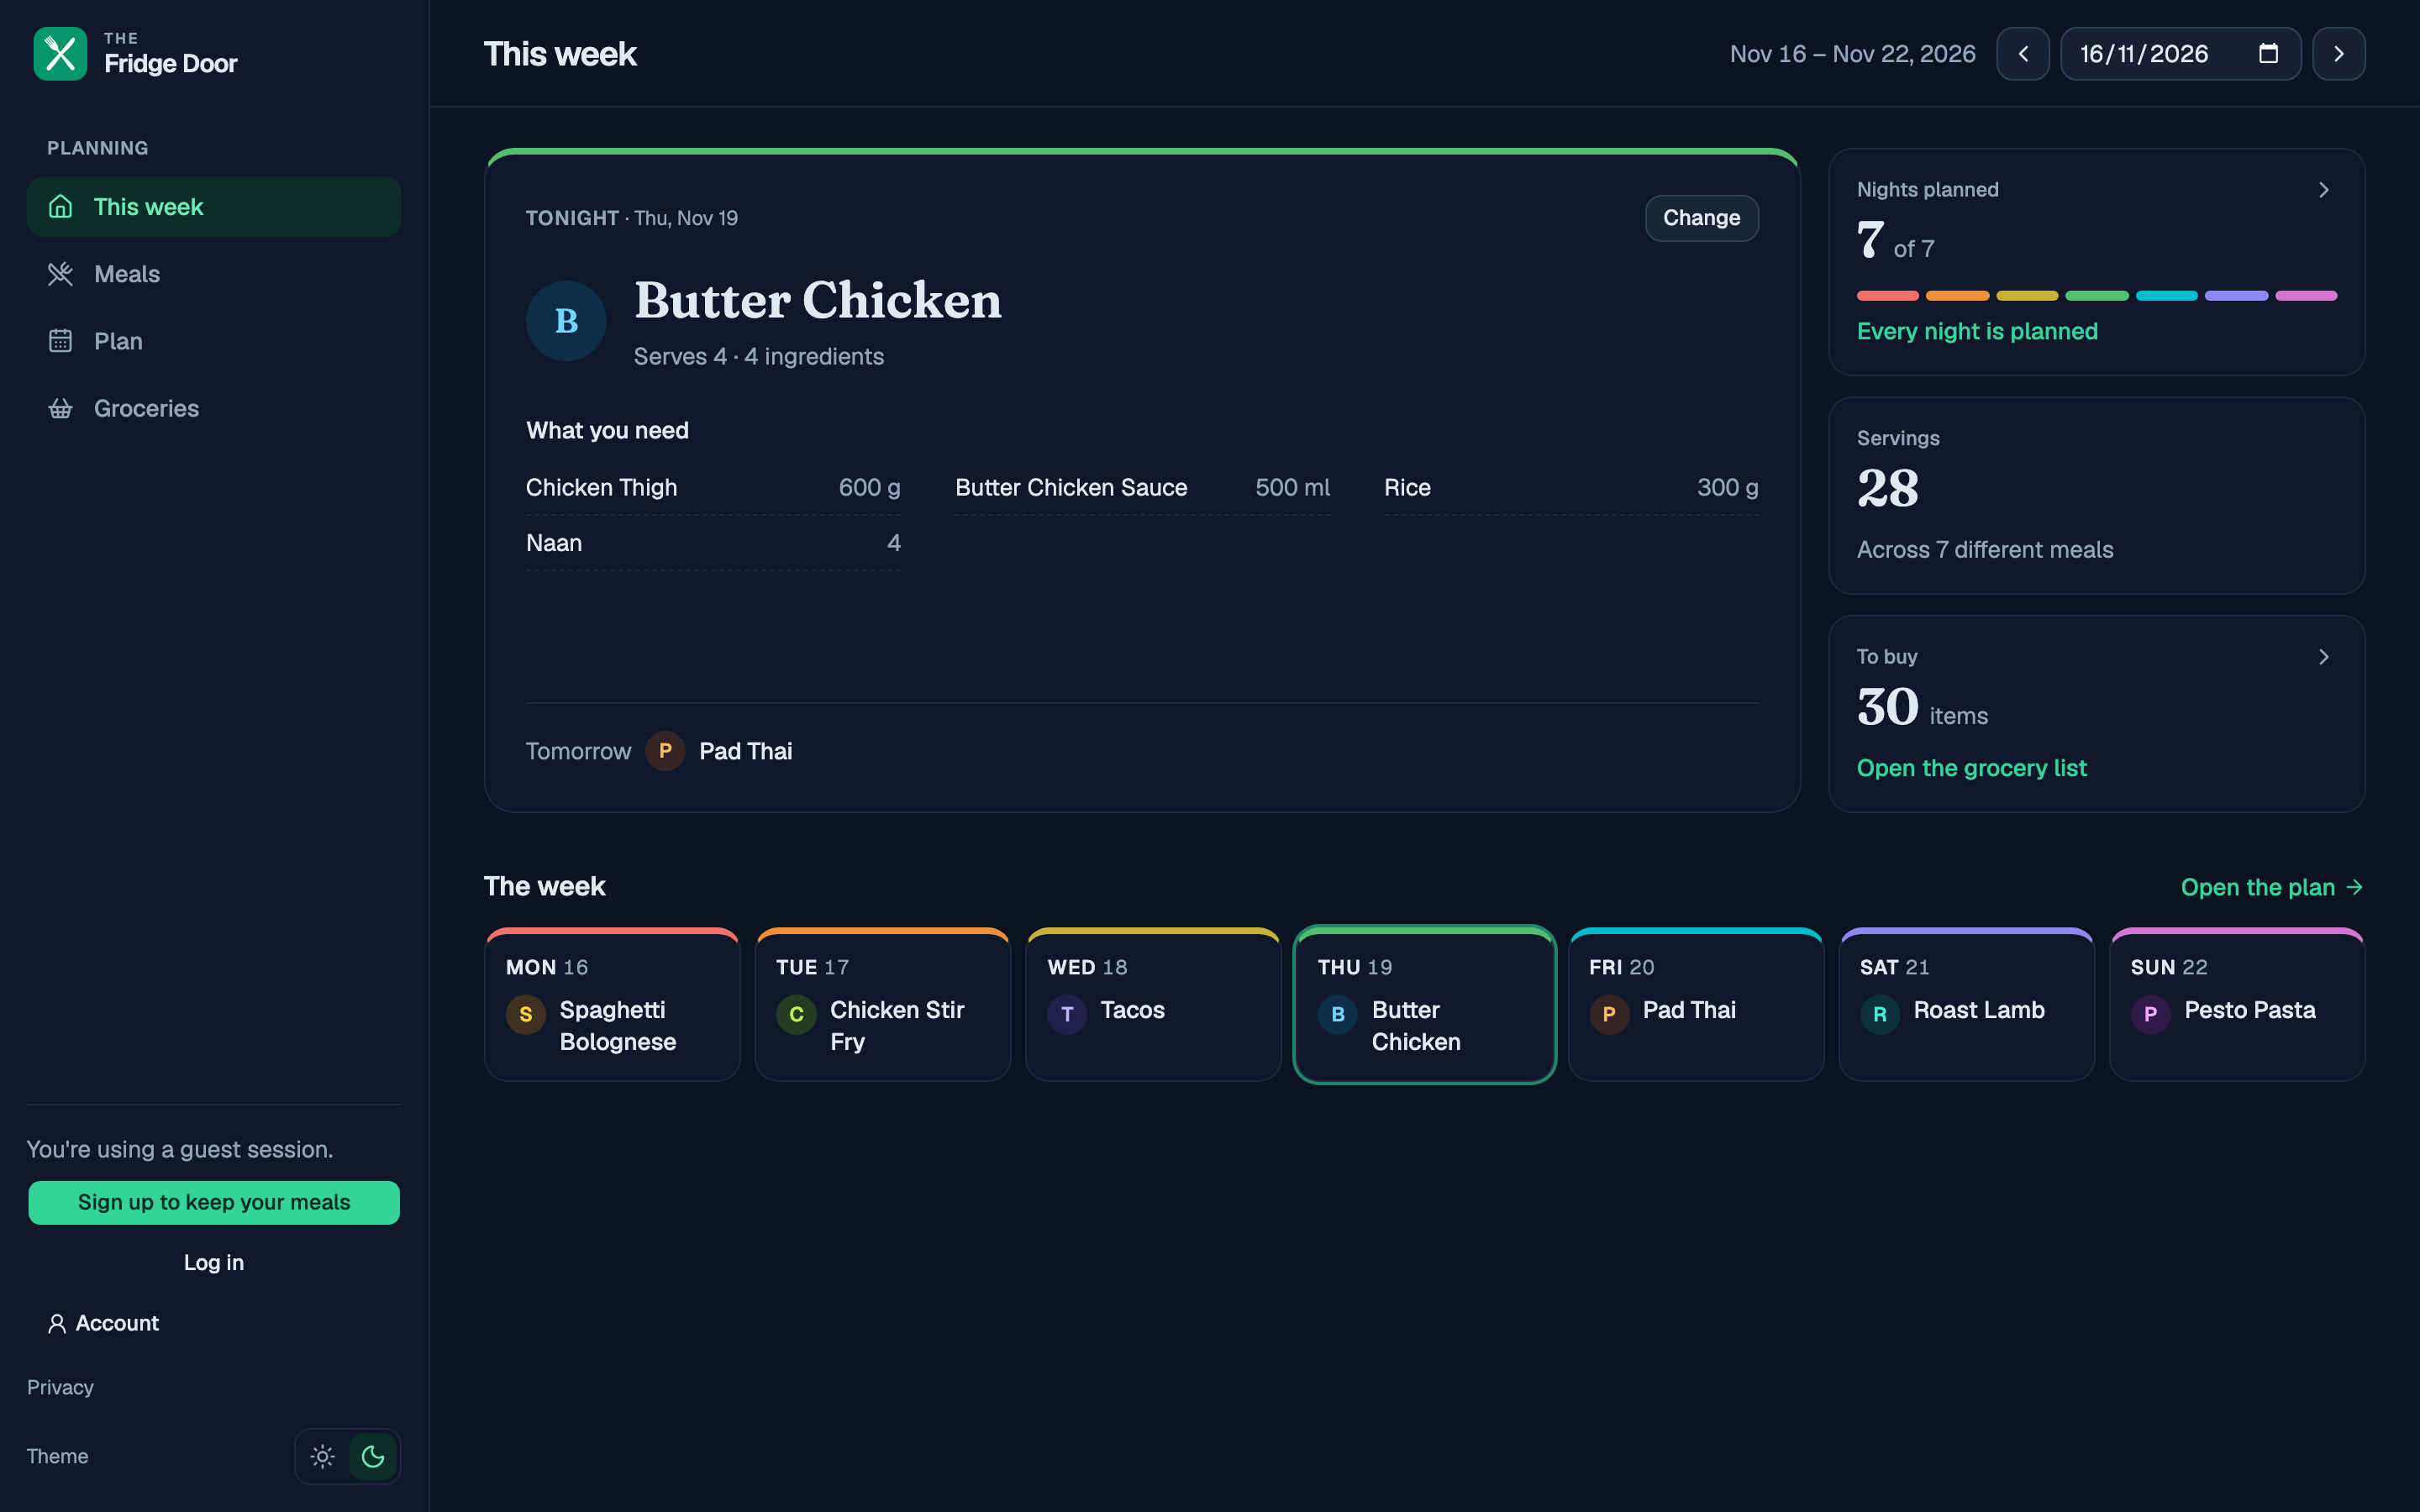 THE
Fridge Door
PLANNING
This week
Meals
Plan
Groceries
You're using a guest session.
Sign up to keep your meals
Log in
Account
Privacy
Theme
This week
Nov 16 – Nov 22, 2026
16/11/2026
TONIGHT · Thu, Nov 19
Change
B
Butter Chicken
Serves 4 · 4 ingredients
What you need
Chicken Thigh 600 g
Butter Chicken Sauce 500 ml
Rice 300 g
Naan 4
Tomorrow P Pad Thai
Nights planned
7 of 7
Every night is planned
Servings
28
Across 7 different meals
To buy
30 items
Open the grocery list
The week
Open the plan →
MON 16
S Spaghetti
Bolognese
TUE 17
C Chicken Stir
Fry
WED 18
T Tacos
THU 19
B Butter
Chicken
FRI 20
P Pad Thai
SAT 21
R Roast Lamb
SUN 22
P Pesto Pasta